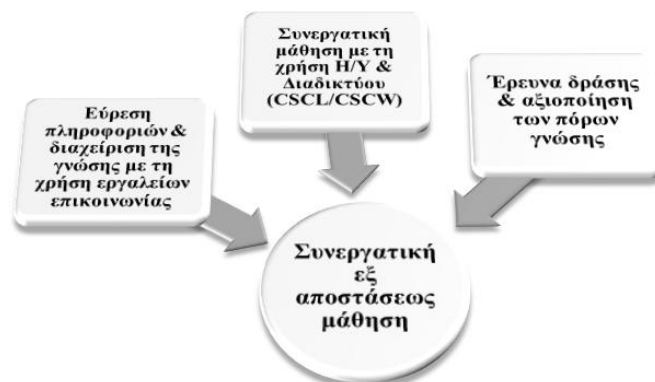 Εύρεση
πληροφοριών &
διαχείριση της
γνώσης με τη
χρήση εργαλείων
επικοινωνίας
Συνεργατική
μάθηση με τη
χρήση Η/Υ &
Διαδικτύου
(CSCL/CSCW)
Έρευνα δράσης
& αξιοποίηση
των πόρων
γνώσης
Συνεργατική
εξ
αποστάσεως
μάθηση